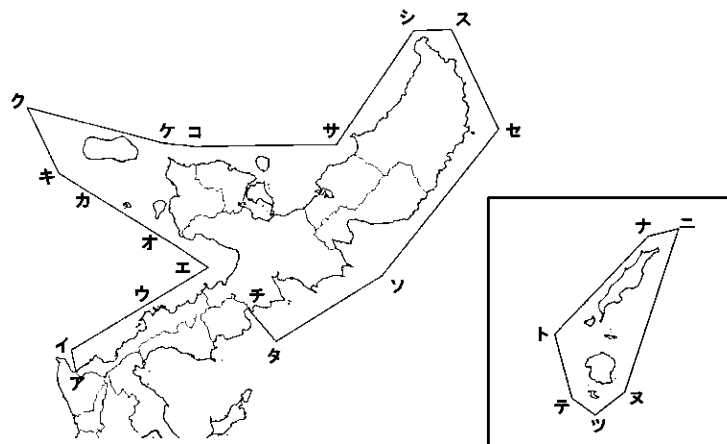 シ
ス
ク
ケ
コ
サ
セ
キ
カ
オ
エ
ウ
チ
ソ
イ
ア
タ
ナ
ニ
ト
テ
ヌ
ツ